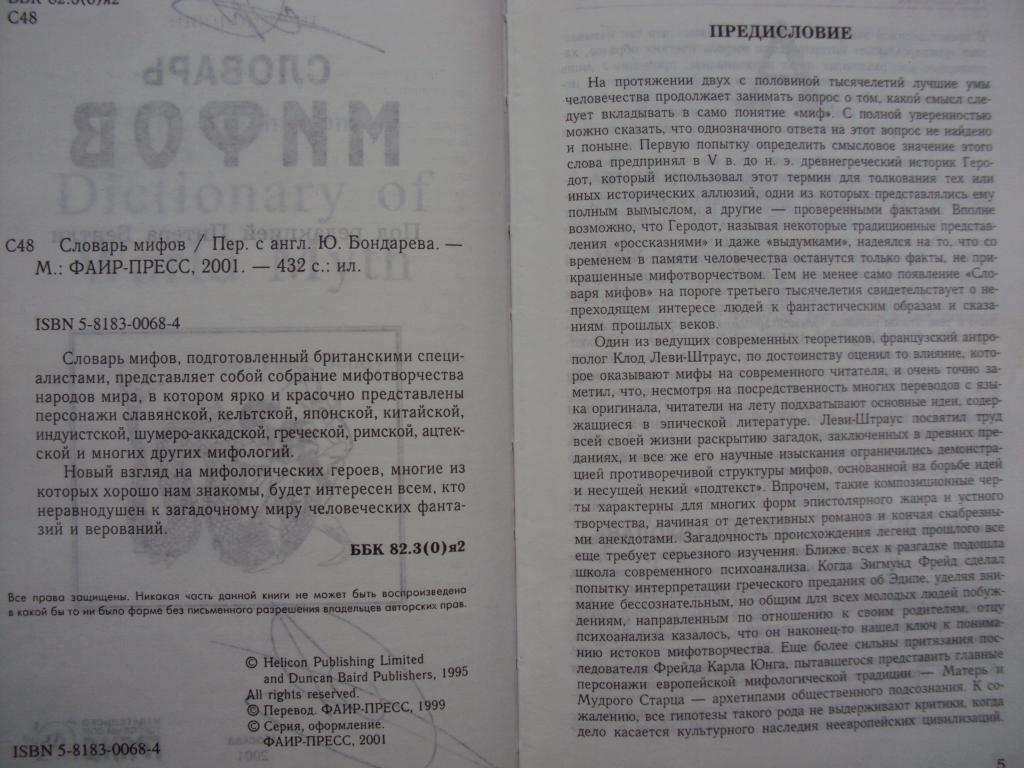 ББК 82.3(0)я2
С48
СЛОВАРЬ
МИФОВ
Dictionary of
Под редакцией Питера Бентли
World Myth
С48 Словарь мифов / Пер. с англ. Ю. Бондарева. —
М.: ФАИР-ПРЕСС, 2001. — 432 с.: ил.
ISBN 5-8183-0068-4
Словарь мифов, подготовленный британскими специ-
алистами, представляет собой собрание мифотворчества
народов мира, в котором ярко и красочно представлены
персонажи славянской, кельтской, японской, китайской,
индуистской, шумеро-аккадской, греческой, римской, ацтек-
ской и многих других мифологий.
Новый взгляд на мифологических героев, многие из
которых хорошо нам знакомы, будет интересен всем, кто
неравнодушен к загадочному миру человеческих фанта-
зий и верований.
ББК 82.3(0)я2
Все права защищены. Никакая часть данной книги не может быть воспроизведена
в какой бы то ни было форме без письменного разрешения владельцев авторских прав.
© Helicon Publishing Limited
and Duncan Baird Publishers, 1995
All rights reserved.
© Перевод. ФАИР-ПРЕСС, 1999
© Серия, оформление.
ФАИР-ПРЕСС, 2001
Москва
2001
ISBN 5-8183-0068-4
ПРЕДИСЛОВИЕ
На протяжении двух с половиной тысячелетий лучшие умы
человечества продолжает занимать вопрос о том, какой смысл сле-
дует вкладывать в само понятие «миф». С полной уверенностью
можно сказать, что однозначного ответа на этот вопрос не найдено
и поныне. Первую попытку определить смысловое значение этого
слова предпринял в V в. до н. э. древнегреческий историк Геро-
дот, который использовал этот термин для толкования тех или
иных исторических аллюзий, одни из которых представлялись ему
полным вымыслом, а другие — проверенными фактами. Вполне
возможно, что Геродот, называя некоторые традиционные представ-
ления «россказнями» и даже «выдумками», надеялся на то, что со
временем в памяти человечества останутся только факты, не при-
крашенные мифотворчеством. Тем не менее само появление «Сло-
варя мифов» на пороге третьего тысячелетия свидетельствует о не-
преходящем интересе людей к фантастическим образам и сказа-
ниям прошлых веков.
Один из ведущих современных теоретиков, французский антро-
полог Клод Леви-Штраус, по достоинству оценил то влияние, кото-
рое оказывают мифы на современного читателя, и очень точно за-
метил, что, несмотря на посредственность многих переводов с язы-
ка оригинала, читатели на лету подхватывают основные идеи, содер-
жащиеся в эпической литературе. Леви-Штраус посвятил труд
всей своей жизни раскрытию загадок, заключенных в древних пре-
даниях, и все же его научные изыскания ограничились демонстра-
цией противоречивой структуры мифов, основанной на борьбе идей
и несущей некий «подтекст». Впрочем, такие композиционные чер-
ты характерны для многих форм эпистолярного жанра и устного
творчества, начиная от детективных романов и кончая скабрезны-
ми анекдотами. Загадочность происхождения легенд прошлого все
еще требует серьезного изучения. Ближе всех к разгадке подошла
школа современного психоанализа. Когда Зигмунд Фрейд сделал
попытку интерпретации греческого предания об Эдипе, уделяя вни-
мание бессознательным, но общим для всех молодых людей побуж-
дениям, направленным по отношению к своим родителям, отцу
психоанализа казалось, что он наконец-то нашел ключ к понима-
нию истоков мифотворчества. Еще более сильны притязания пос-
ледователя Фрейда Карла Юнга, пытавшегося представить главные
персонажи европейской мифологической традиции — Матерь и
Мудрого Старца — архетипами общественного подсознания. К со-
жалению, все гипотезы такого рода не выдерживают критики, когда
дело касается культурного наследия неевропейских цивилизаций.
5